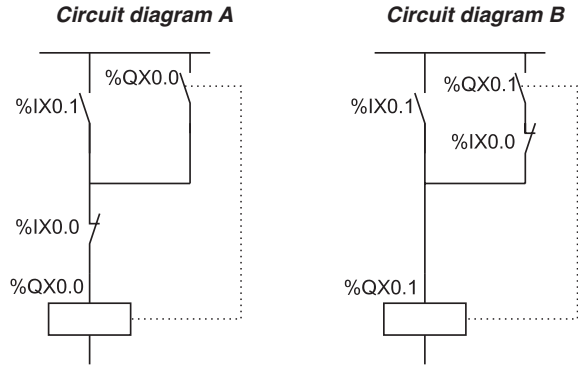 Circuit diagram A
%QX0.0
%IX0.1
%IX0.0
%QX0.0
Circuit diagram B
%QX0.1
%IX0.1
%IX0.0
%QX0.1